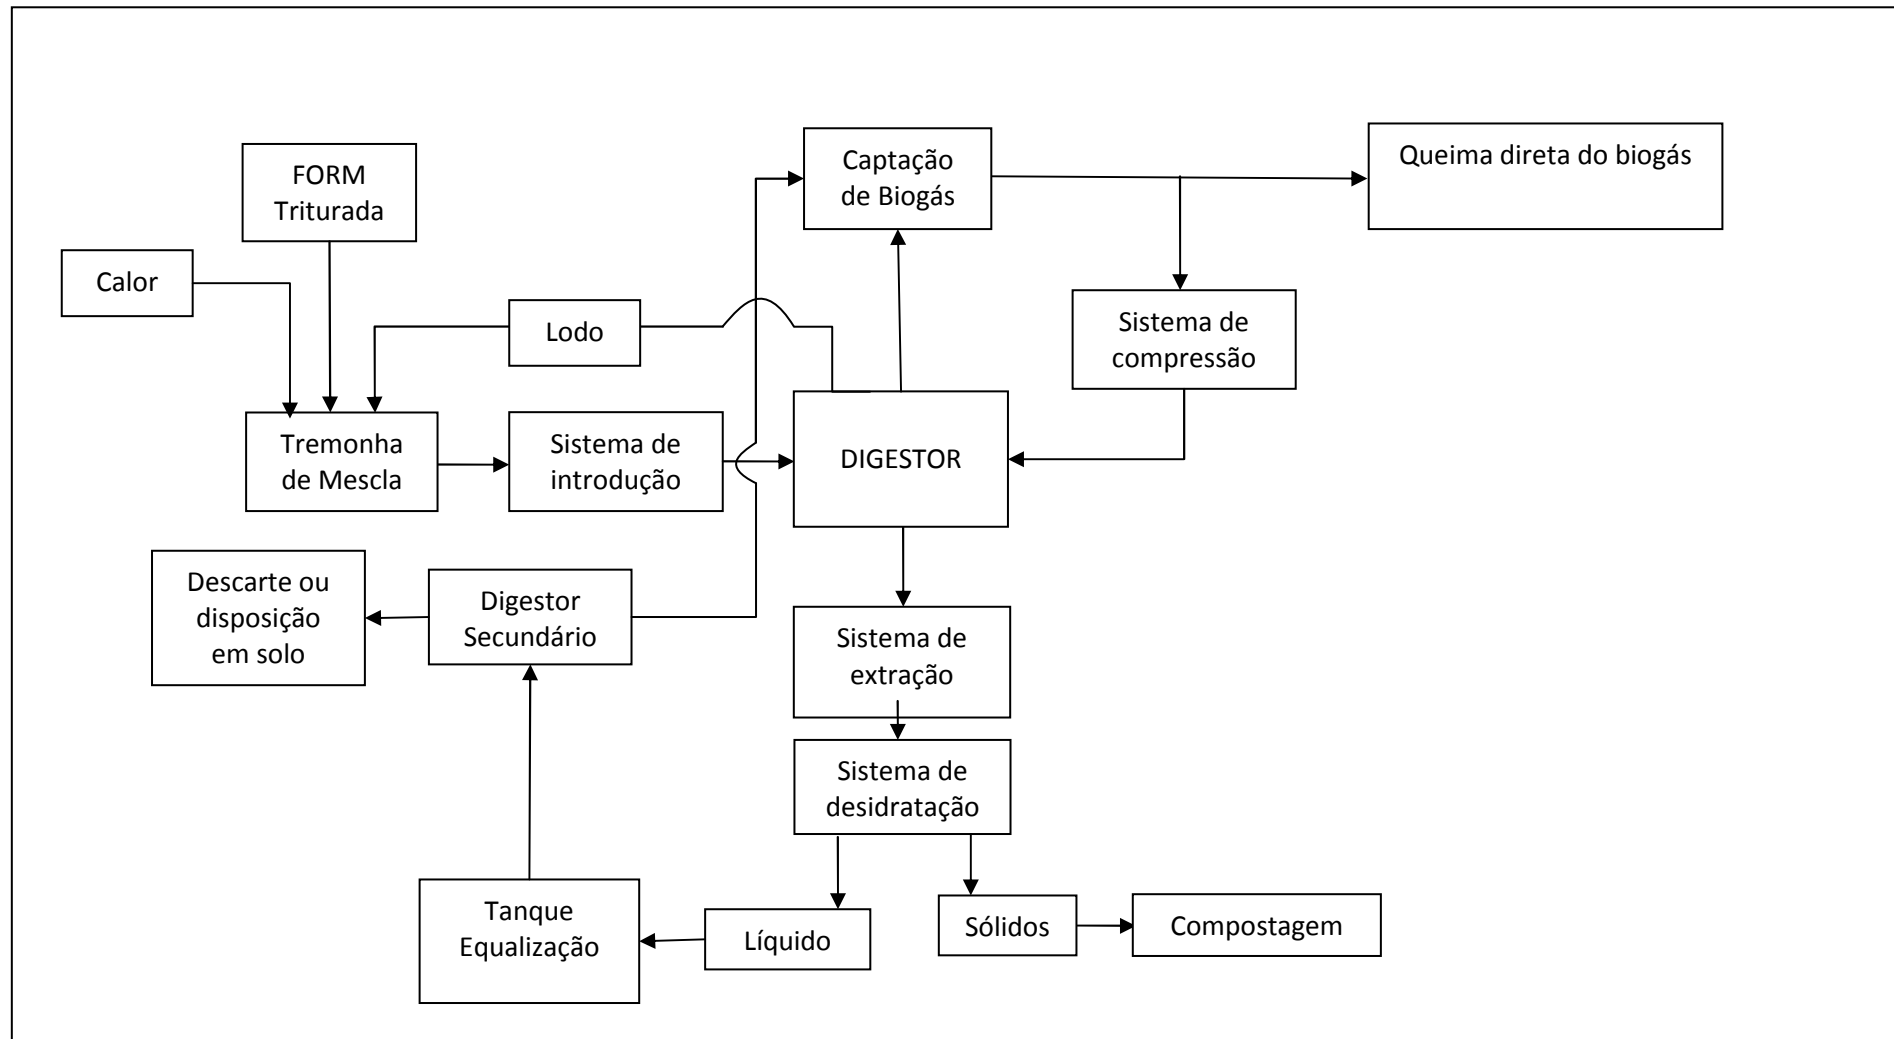 Captação
de Biogás
Queima direta do biogás
FORM
Triturada
Calor
Lodo
Sistema de
compressão
Tremonha
de Mescla
Sistema de
introdução
DIGESTOR
Descarte ou
disposição
em solo
Digestor
Secundário
Sistema de
extração
Sistema de
desidratação
Tanque
Equalização
Líquido
Sólidos
Compostagem